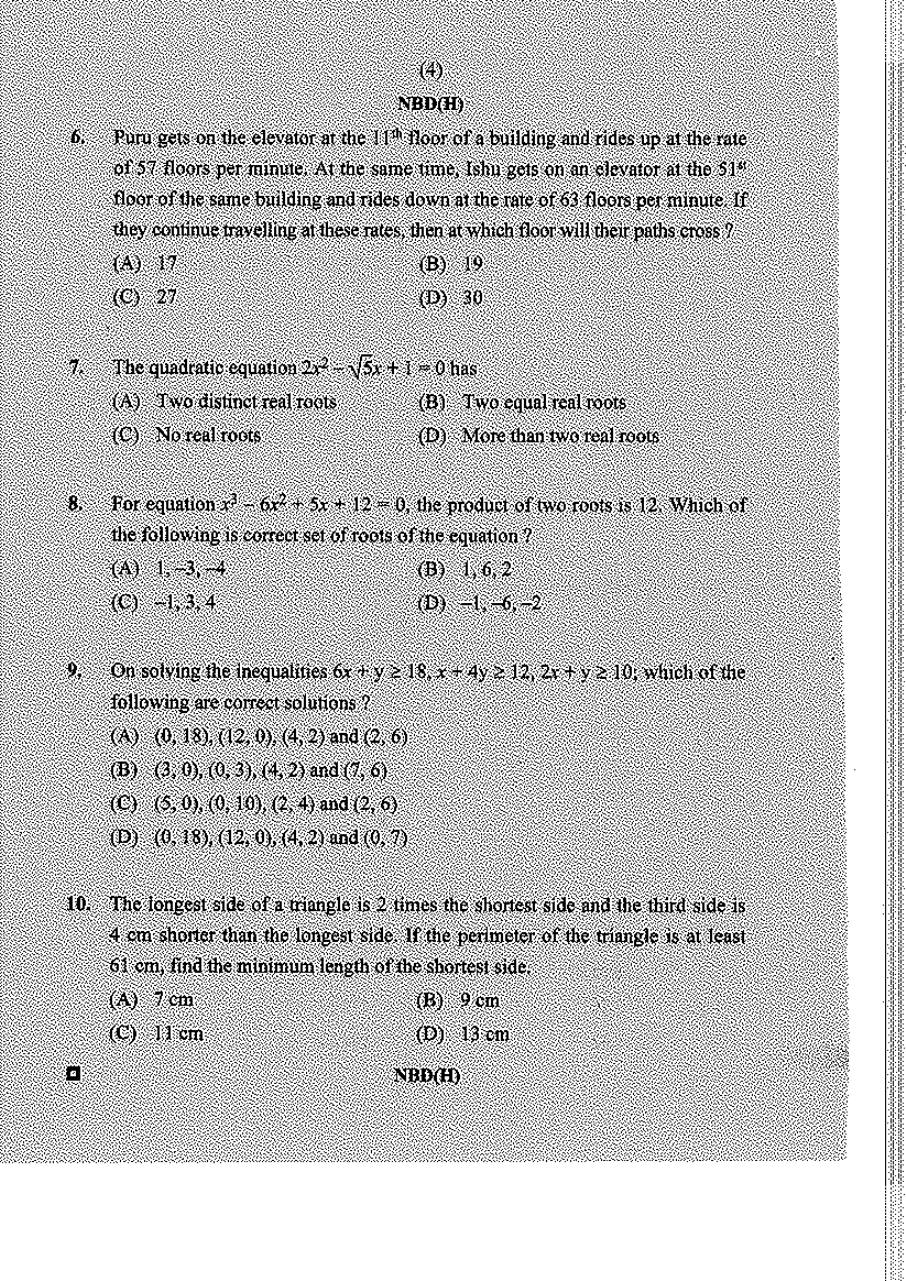 (4)
NBD(H)
6. Puru gets on the elevator at the 11th floor of a building and rides up at the rate
of 57 floors per minute. At the same time, Ishu gets on an elevator at the 51st
floor of the same building and rides down at the rate of 63 floors per minute. If
they continue travelling at these rates, then at which floor will their paths cross ?
(A) 17 (B) 19
(C) 27 (D) 30
7. The quadratic equation 2x² – √5x + 1 = 0 has
(A) Two distinct real roots (B) Two equal real roots
(C) No real roots (D) More than two real roots
8. For equation x³ – 6x² + 5x + 12 = 0, the product of two roots is 12. Which of
the following is correct set of roots of the equation ?
(A) 1, –3, –4 (B) 1, 6, 2
(C) –1, 3, 4 (D) –1, –6, –2
9. On solving the inequalities 6x + y ≥ 18, x + 4y ≥ 12, 2x + y ≥ 10; which of the
following are correct solutions ?
(A) (0, 18), (12, 0), (4, 2) and (2, 6)
(B) (3, 0), (0, 3), (4, 2) and (7, 6)
(C) (5, 0), (0, 10), (2, 4) and (2, 6)
(D) (0, 18), (12, 0), (4, 2) and (0, 7)
10. The longest side of a triangle is 2 times the shortest side and the third side is
4 cm shorter than the longest side. If the perimeter of the triangle is at least
61 cm, find the minimum length of the shortest side.
(A) 7 cm (B) 9 cm
(C) 11 cm (D) 13 cm
NBD(H)